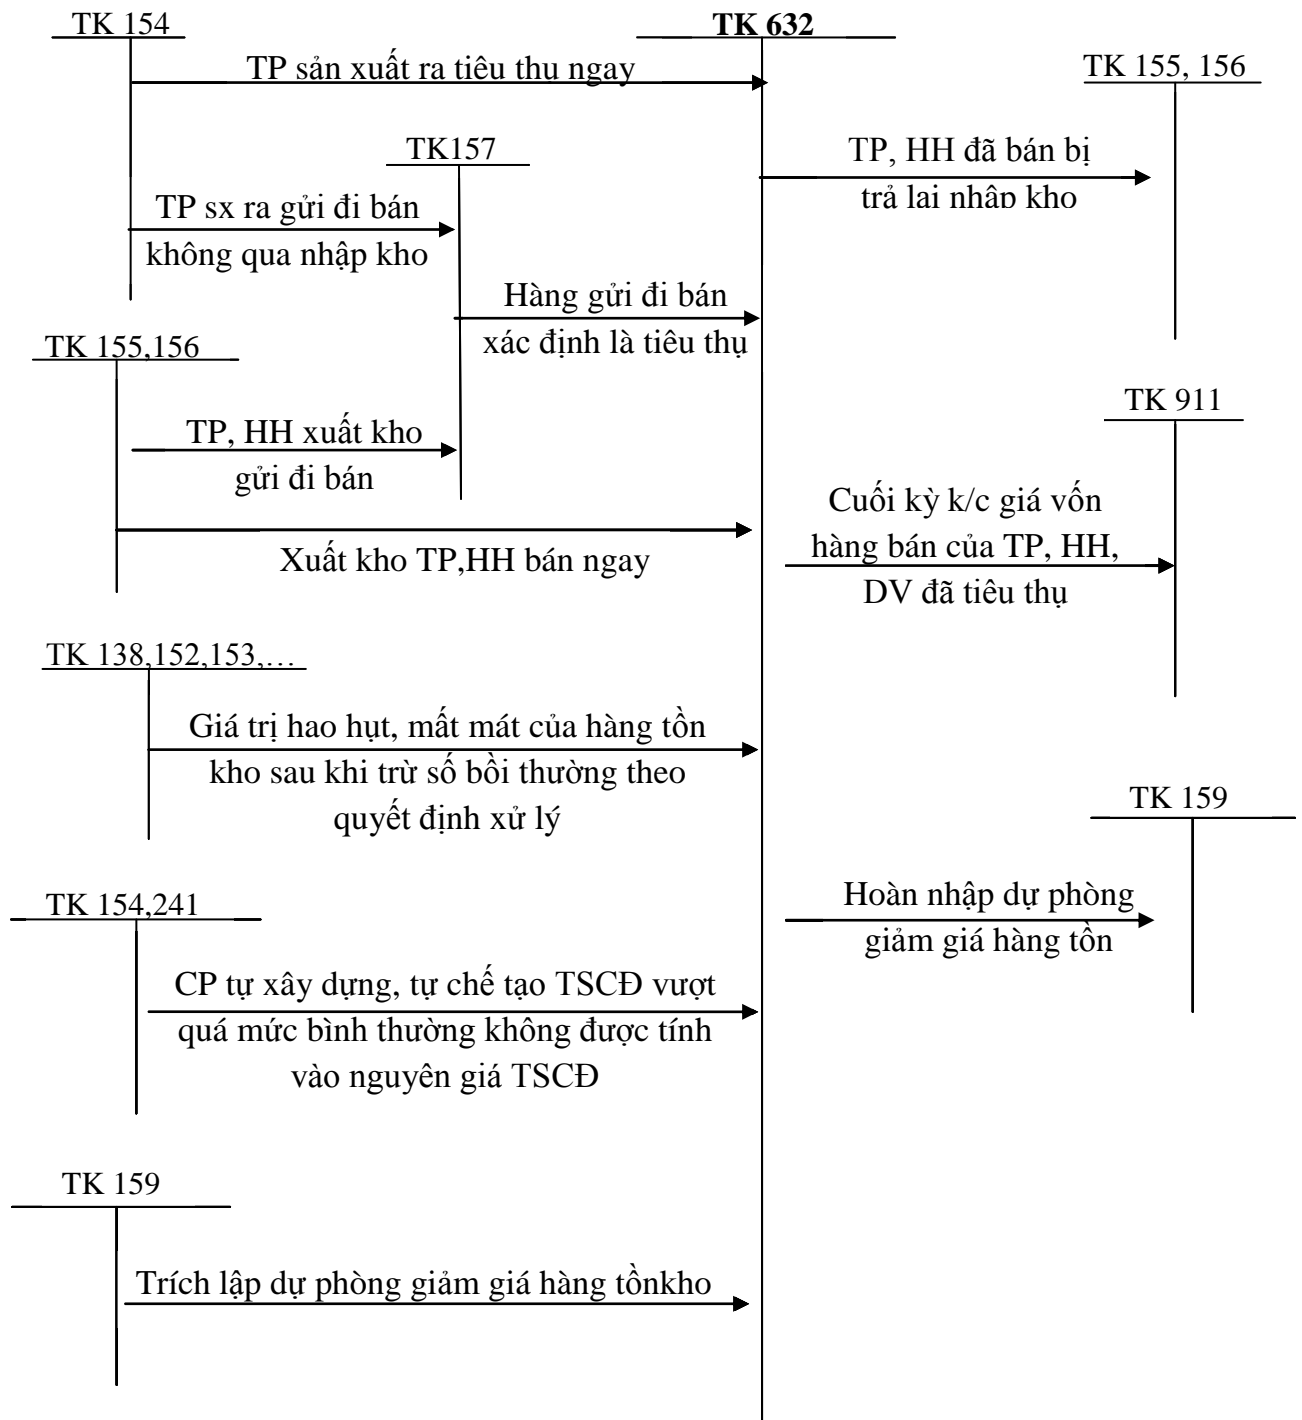 TK 154
TK 632
TP sản xuất ra tiêu thu ngay
TK 155, 156
TK157
TP, HH đã bán bị
trả lai nhâp kho
TP sx ra gửi đi bán
không qua nhập kho
Hàng gửi đi bán
xác định là tiêu thụ
TK 155,156
TK 911
TP, HH xuất kho
gửi đi bán
Cuối kỳ k/c giá vốn
hàng bán của TP, HH,
DV đã tiêu thụ
Xuất kho TP,HH bán ngay
TK 138,152,153,…
Giá trị hao hụt, mất mát của hàng tồn
kho sau khi trừ số bồi thường theo
quyết định xử lý
TK 159
TK 154,241
Hoàn nhập dự phòng
giảm giá hàng tồn
CP tự xây dựng, tự chế tạo TSCĐ vượt
quá mức bình thường không được tính
vào nguyên giá TSCĐ
TK 159
Trích lập dự phòng giảm giá hàng tồnkho